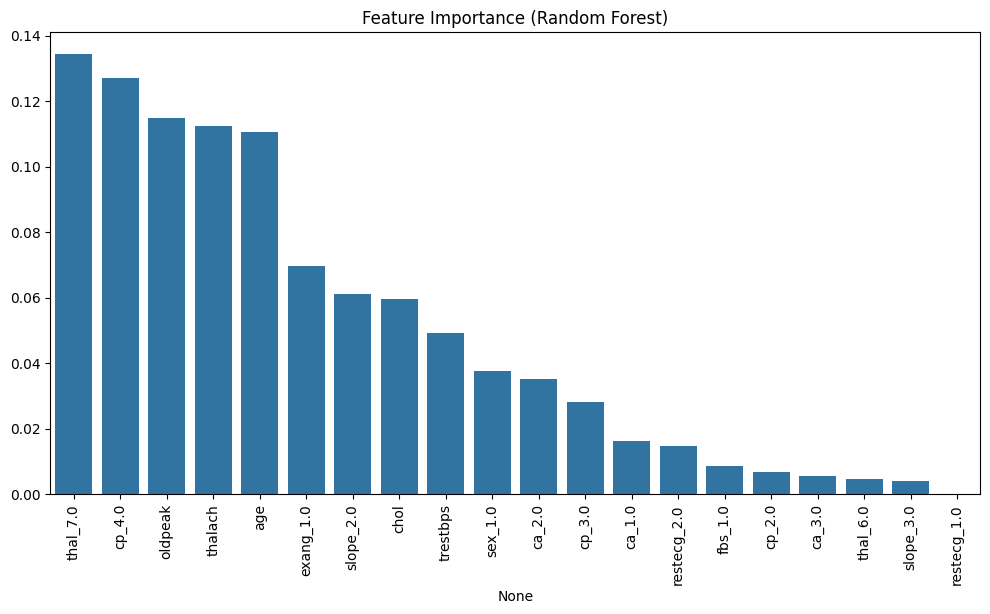 Feature Importance (Random Forest)
0.14
0.12
0.10
0.08
0.06
0.04
0.02
0.00
thal_7.0
cp_4.0
oldpeak
thalach
age
exang_1.0
slope_2.0
chol
trestbps
sex_1.0
ca_2.0
cp_3.0
ca_1.0
restecg_2.0
fbs_1.0
cp_2.0
ca_3.0
thal_6.0
slope_3.0
restecg_1.0
None